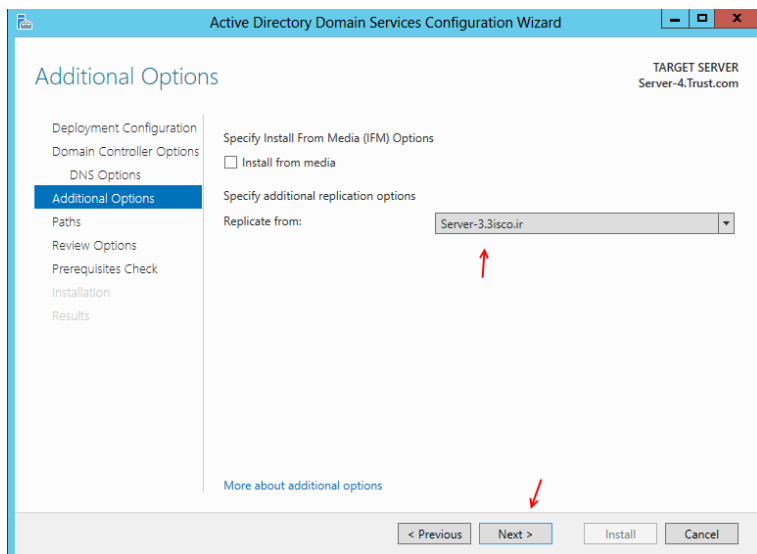 Active Directory Domain Services Configuration Wizard
Additional Options
TARGET SERVER
Server-4.Trust.com
Deployment Configuration
Domain Controller Options
DNS Options
Additional Options
Paths
Review Options
Prerequisites Check
Installation
Results
Specify Install From Media (IFM) Options
Install from media
Specify additional replication options
Replicate from:
Server-3.3isco.ir
More about additional options
< Previous
Next >
Install
Cancel